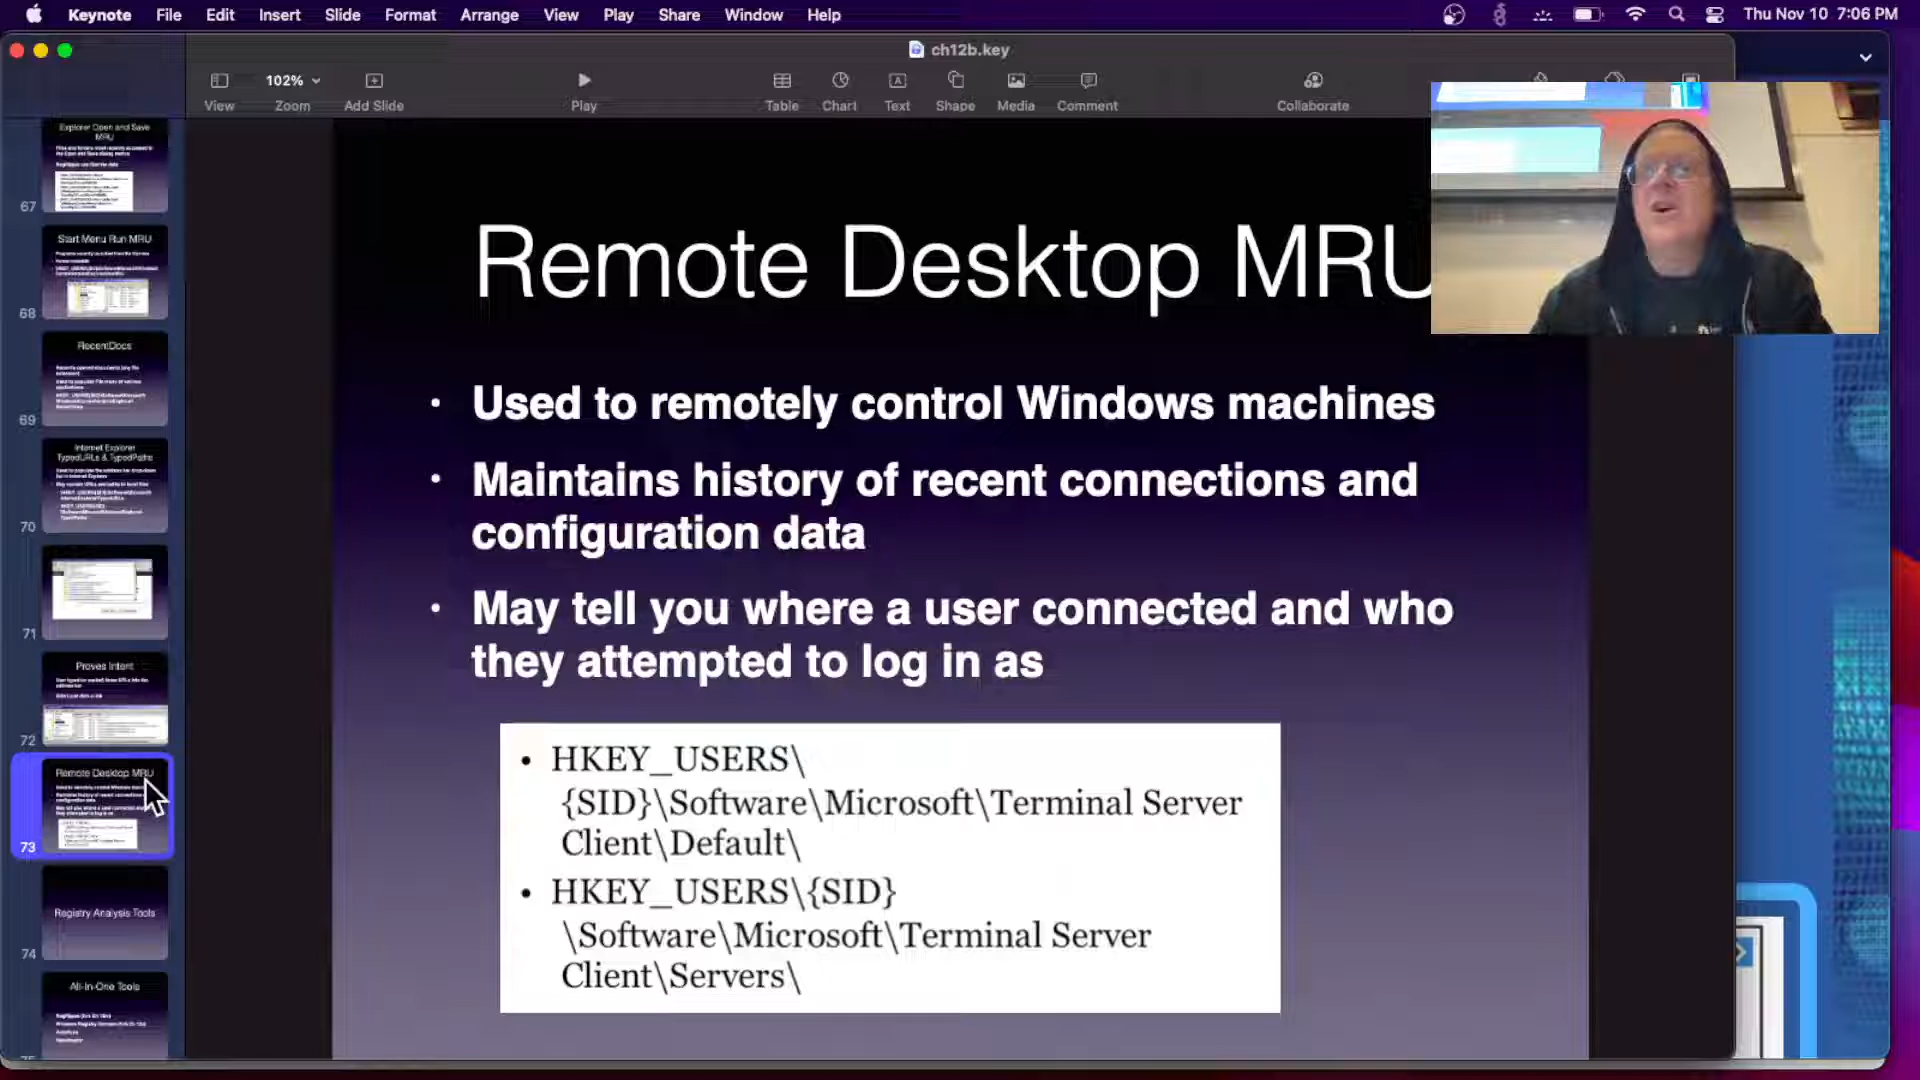 Keynote File Edit Insert Slide Format Arrange View Play Share Window Help
Thu Nov 10 7:06 PM
ch12b.key
102%
View Zoom Add Slide Play Table Chart Text Shape Media Comment Collaborate
Explorer Open and Save
MRU
67
Start Menu Run MRU
68
RecentDocs
69
Internet Explorer
TypedURLs & TypedPaths
70
71
Proves Intent
72
Remote Desktop MRU
73
Registry Analysis Tools
74
All-In-One Tools
Remote Desktop MRU
· Used to remotely control Windows machines
· Maintains history of recent connections and
configuration data
· May tell you where a user connected and who
they attempted to log in as
• HKEY_USERS\
{SID}\Software\Microsoft\Terminal Server
Client\Default\
• HKEY_USERS\{SID}
\Software\Microsoft\Terminal Server
Client\Servers\